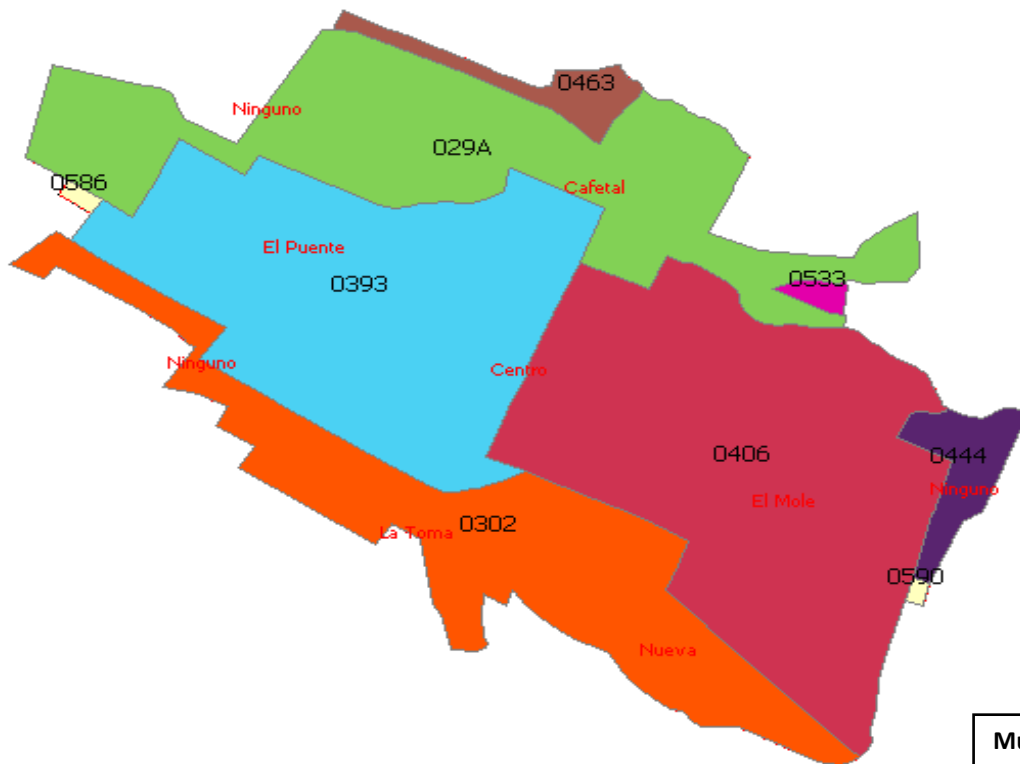 0463
Ninguno
029A
0586
Cafetal
El Puente
0533
0393
Ninguno
Centro
0406
0444
Ninguno
El Mole
0302
La Toma
0590
Nueva